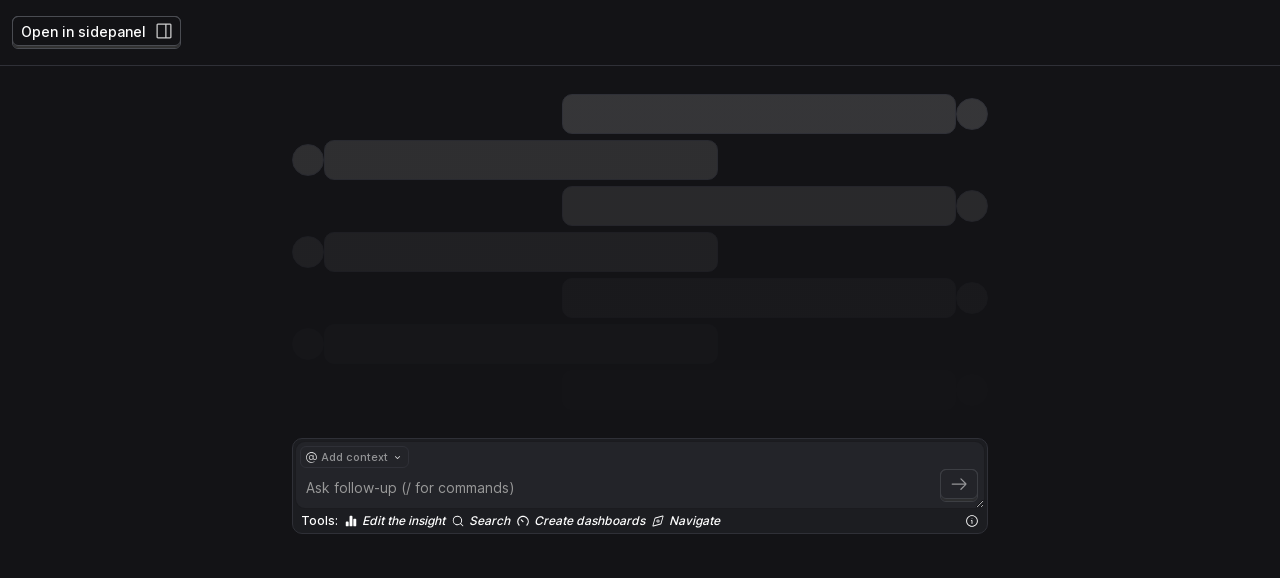 Open in sidepanel
Add context
Ask follow-up (/ for commands)
Tools: Edit the insight Search Create dashboards Navigate